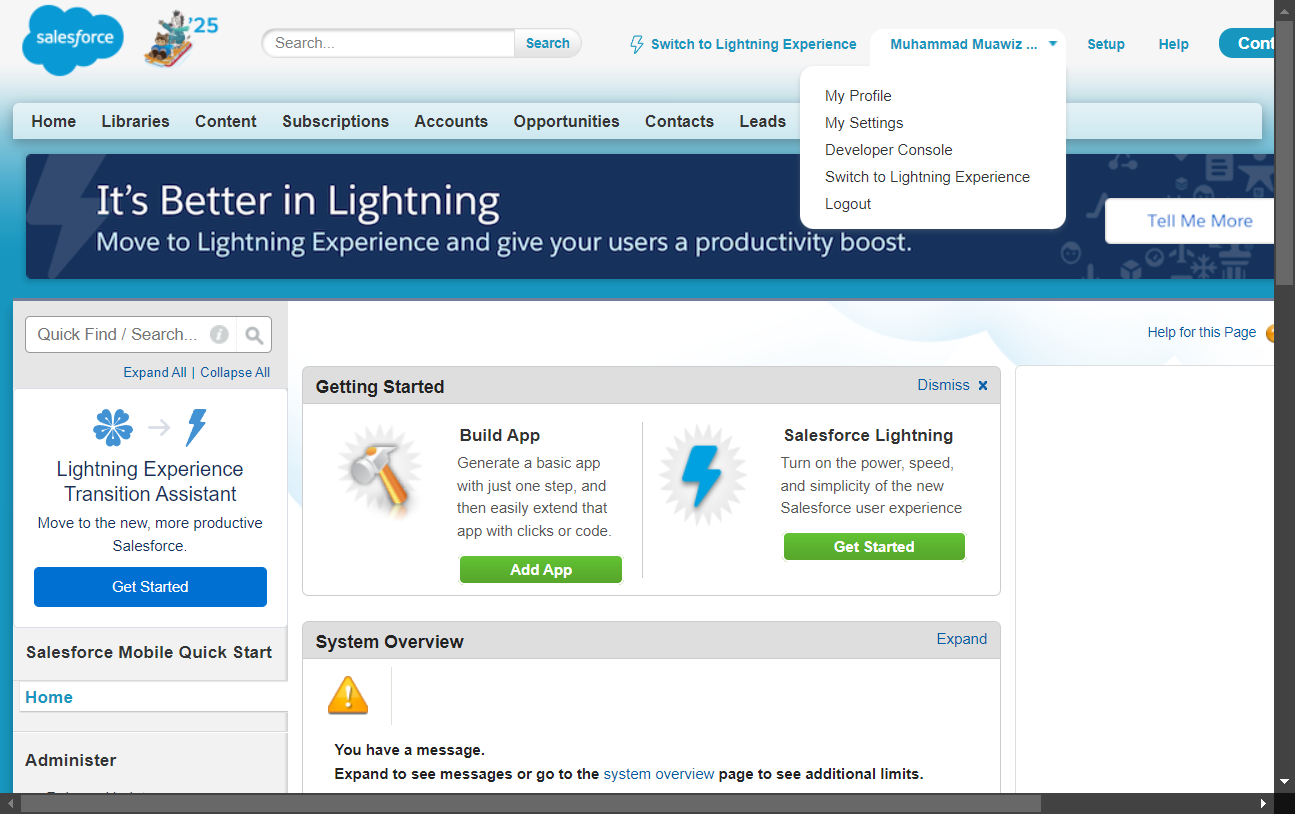 salesforce
'25
Search...
Search
Switch to Lightning Experience
Muhammad Muawiz ...
Setup
Help
Cont
My Profile
My Settings
Developer Console
Switch to Lightning Experience
Logout
Home Libraries Content Subscriptions Accounts Opportunities Contacts Leads
It's Better in Lightning
Move to Lightning Experience and give your users a productivity boost.
Tell Me More
Quick Find / Search...
i
Expand All | Collapse All
Lightning Experience
Transition Assistant
Move to the new, more productive
Salesforce.
Get Started
Salesforce Mobile Quick Start
Home
Administer
Help for this Page
Getting Started
Dismiss
Build App
Generate a basic app
with just one step, and
then easily extend that
app with clicks or code.
Add App
Salesforce Lightning
Turn on the power, speed,
and simplicity of the new
Salesforce user experience
Get Started
System Overview
Expand
You have a message.
Expand to see messages or go to the system overview page to see additional limits.